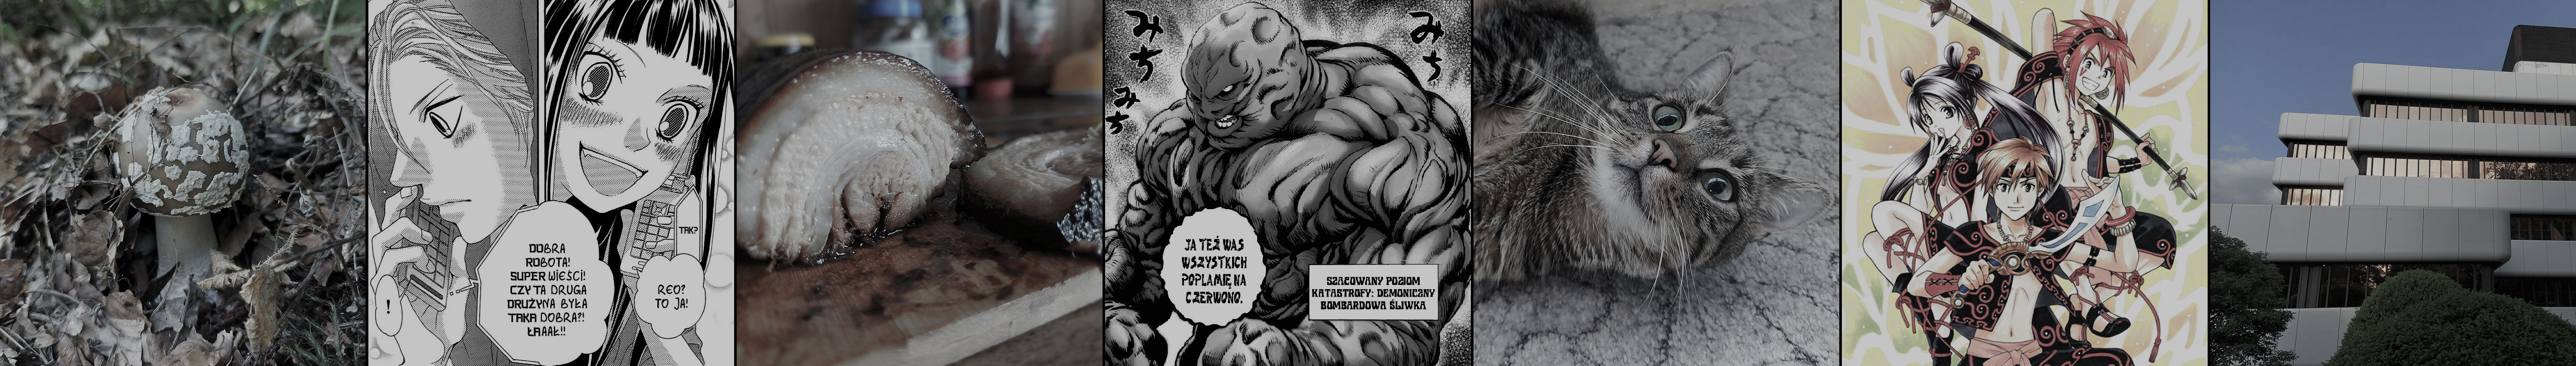 !
DOBRA
ROBOTA!
SUPER WIEŚCI!
CZY TA DRUGA
DRUŻYNA BYŁA
TAKA DOBRA?!
ŁAAAŁ!!
TAK?
REO?
TO JA!
みち
みち
みち
JA TEŻ WAS
WSZYSTKICH
POPLAMIĘ NA
CZERWONO.
SZACOWANY POZIOM
KATASTROFY: DEMONICZNY
BOMBARDOWA ŚLIWKA